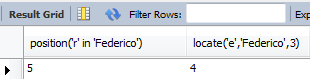 Result Grid Filter Rows: Exp
position('r' in 'Federico') locate('e','Federico',3)
5 4